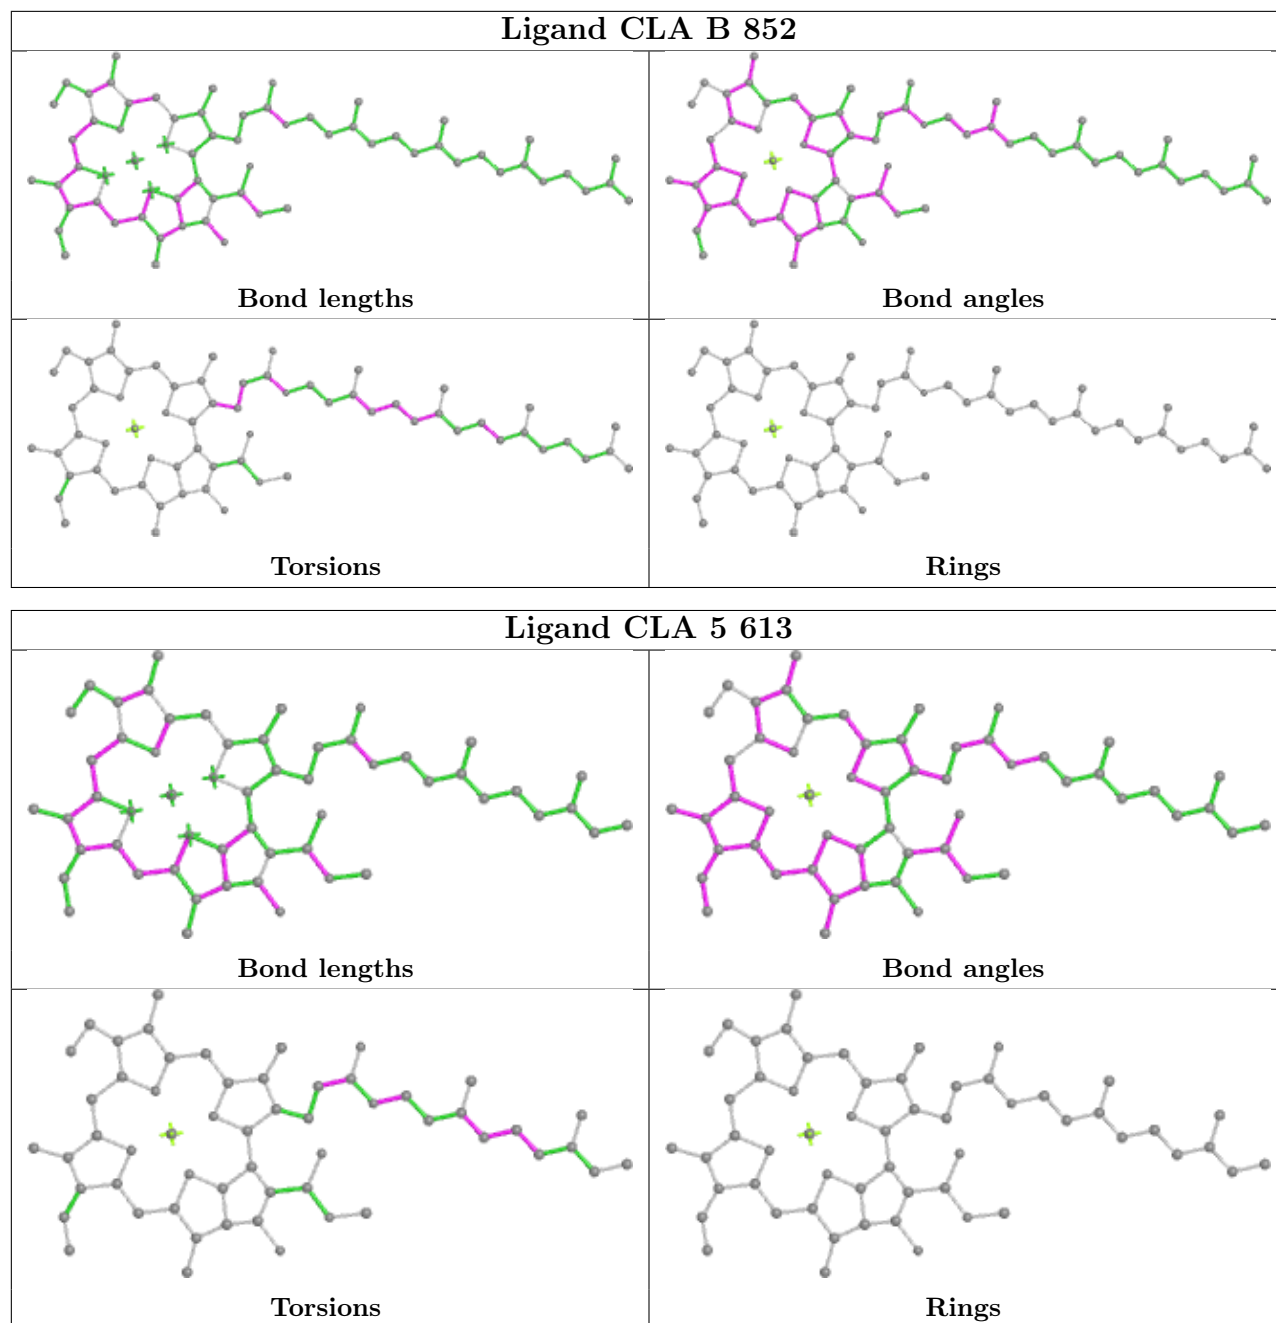 Ligand CLA B 852
Bond lengths
Bond angles
Torsions
Rings
Ligand CLA 5 613
Bond lengths
Bond angles
Torsions
Rings